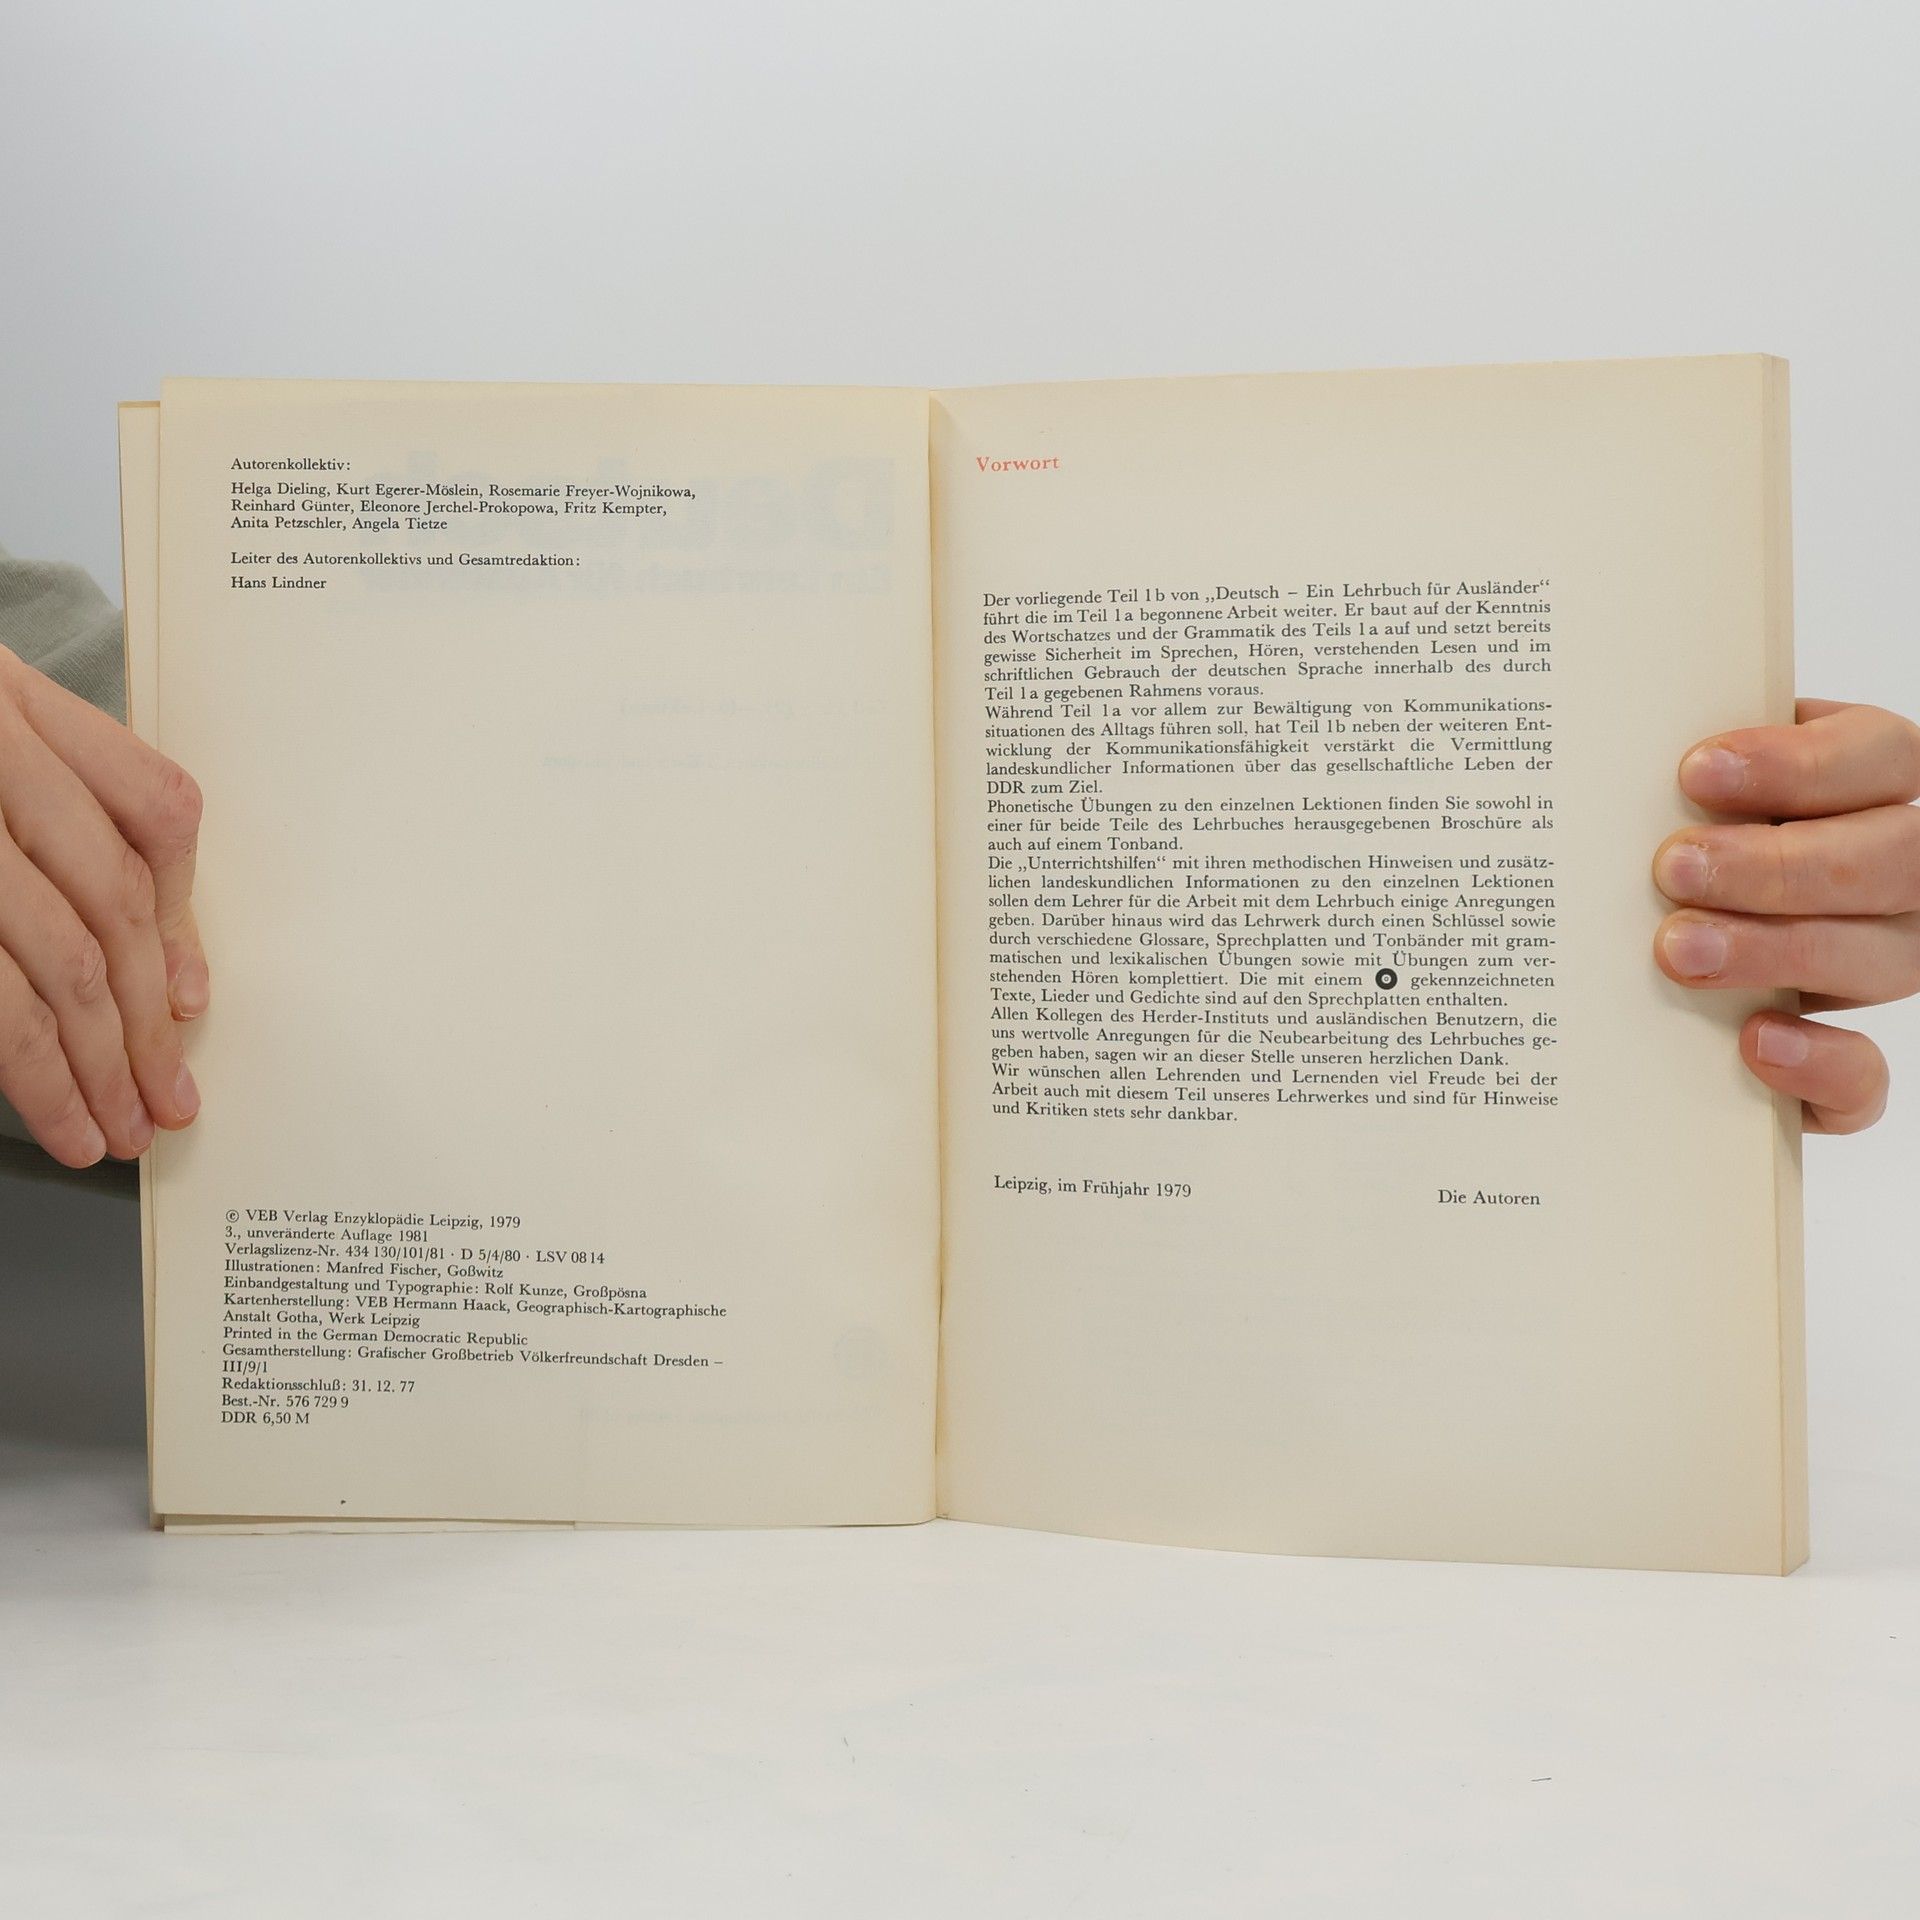 Autorenkollektiv:
Helga Dieling, Kurt Egerer-Möslein, Rosemarie Freyer-Wojnikowa,
Reinhard Günter, Eleonore Jerchel-Prokopowa, Fritz Kempter,
Anita Petzschler, Angela Tietze
Leiter des Autorenkollektivs und Gesamtredaktion:
Hans Lindner
© VEB Verlag Enzyklopädie Leipzig, 1979
3., unveränderte Auflage 1981
Verlagslizenz-Nr. 434 130/101/81 · D 5/4/80 · LSV 0814
Illustrationen: Manfred Fischer, Goßwitz
Einbandgestaltung und Typographie: Rolf Kunze, Großpösna
Kartenherstellung: VEB Hermann Haack, Geographisch-Kartographische
Anstalt Gotha, Werk Leipzig
Printed in the German Democratic Republic
Gesamtherstellung: Grafischer Großbetrieb Völkerfreundschaft Dresden –
III/9/1
Redaktionsschluß: 31. 12. 77
Best.-Nr. 576 729 9
DDR 6,50 M
Vorwort
Der vorliegende Teil 1b von „Deutsch – Ein Lehrbuch für Ausländer“
führt die im Teil 1a begonnene Arbeit weiter. Er baut auf der Kenntnis
des Wortschatzes und der Grammatik des Teils 1a auf und setzt bereits
gewisse Sicherheit im Sprechen, Hören, verstehenden Lesen und im
schriftlichen Gebrauch der deutschen Sprache innerhalb des durch
Teil 1a gegebenen Rahmens voraus.
Während Teil 1a vor allem zur Bewältigung von Kommunikations-
situationen des Alltags führen soll, hat Teil 1b neben der weiteren Ent-
wicklung der Kommunikationsfähigkeit verstärkt die Vermittlung
landeskundlicher Informationen über das gesellschaftliche Leben der
DDR zum Ziel.
Phonetische Übungen zu den einzelnen Lektionen finden Sie sowohl in
einer für beide Teile des Lehrbuches herausgegebenen Broschüre als
auch auf einem Tonband.
Die „Unterrichtshilfen“ mit ihren methodischen Hinweisen und zusätz-
lichen landeskundlichen Informationen zu den einzelnen Lektionen
sollen dem Lehrer für die Arbeit mit dem Lehrbuch einige Anregungen
geben. Darüber hinaus wird das Lehrwerk durch einen Schlüssel sowie
durch verschiedene Glossare, Sprechplatten und Tonbänder mit gram-
matischen und lexikalischen Übungen sowie mit Übungen zum ver-
stehenden Hören komplettiert. Die mit einem gekennzeichneten
Texte, Lieder und Gedichte sind auf den Sprechplatten enthalten.
Allen Kollegen des Herder-Instituts und ausländischen Benutzern, die
uns wertvolle Anregungen für die Neubearbeitung des Lehrbuches ge-
geben haben, sagen wir an dieser Stelle unseren herzlichen Dank.
Wir wünschen allen Lehrenden und Lernenden viel Freude bei der
Arbeit auch mit diesem Teil unseres Lehrwerkes und sind für Hinweise
und Kritiken stets sehr dankbar.
Leipzig, im Frühjahr 1979 Die Autoren